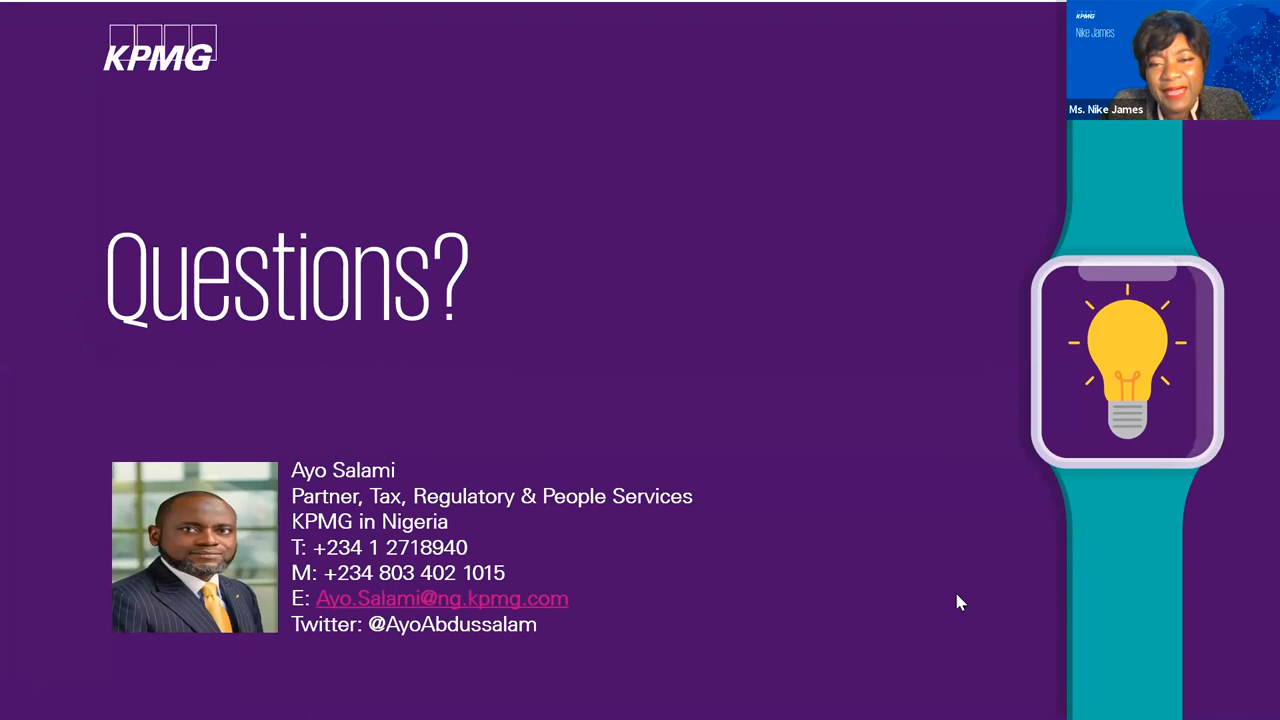 KPMG
KPMG
Nike James
Ms. Nike James
Questions?
Ayo Salami
Partner, Tax, Regulatory & People Services
KPMG in Nigeria
T: +234 1 2718940
M: +234 803 402 1015
E: Ayo.Salami@ng.kpmg.com
Twitter: @AyoAbdussalam